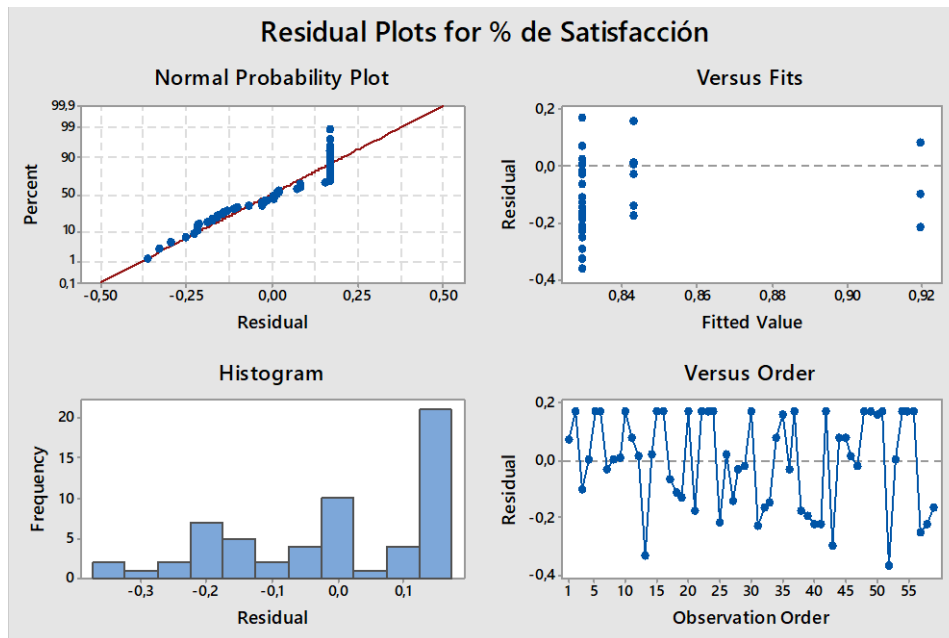 Residual Plots for % de Satisfacción
Normal Probability Plot
99,9
99
90
50
10
1
0,1
Percent
-0,50 -0,25 0,00 0,25 0,50
Residual
Versus Fits
0,2
0,0
-0,2
-0,4
Residual
0,84 0,86 0,88 0,90 0,92
Fitted Value
Histogram
20
15
10
5
0
Frequency
-0,3 -0,2 -0,1 0,0 0,1
Residual
Versus Order
0,2
0,0
-0,2
-0,4
Residual
1 5 10 15 20 25 30 35 40 45 50 55
Observation Order